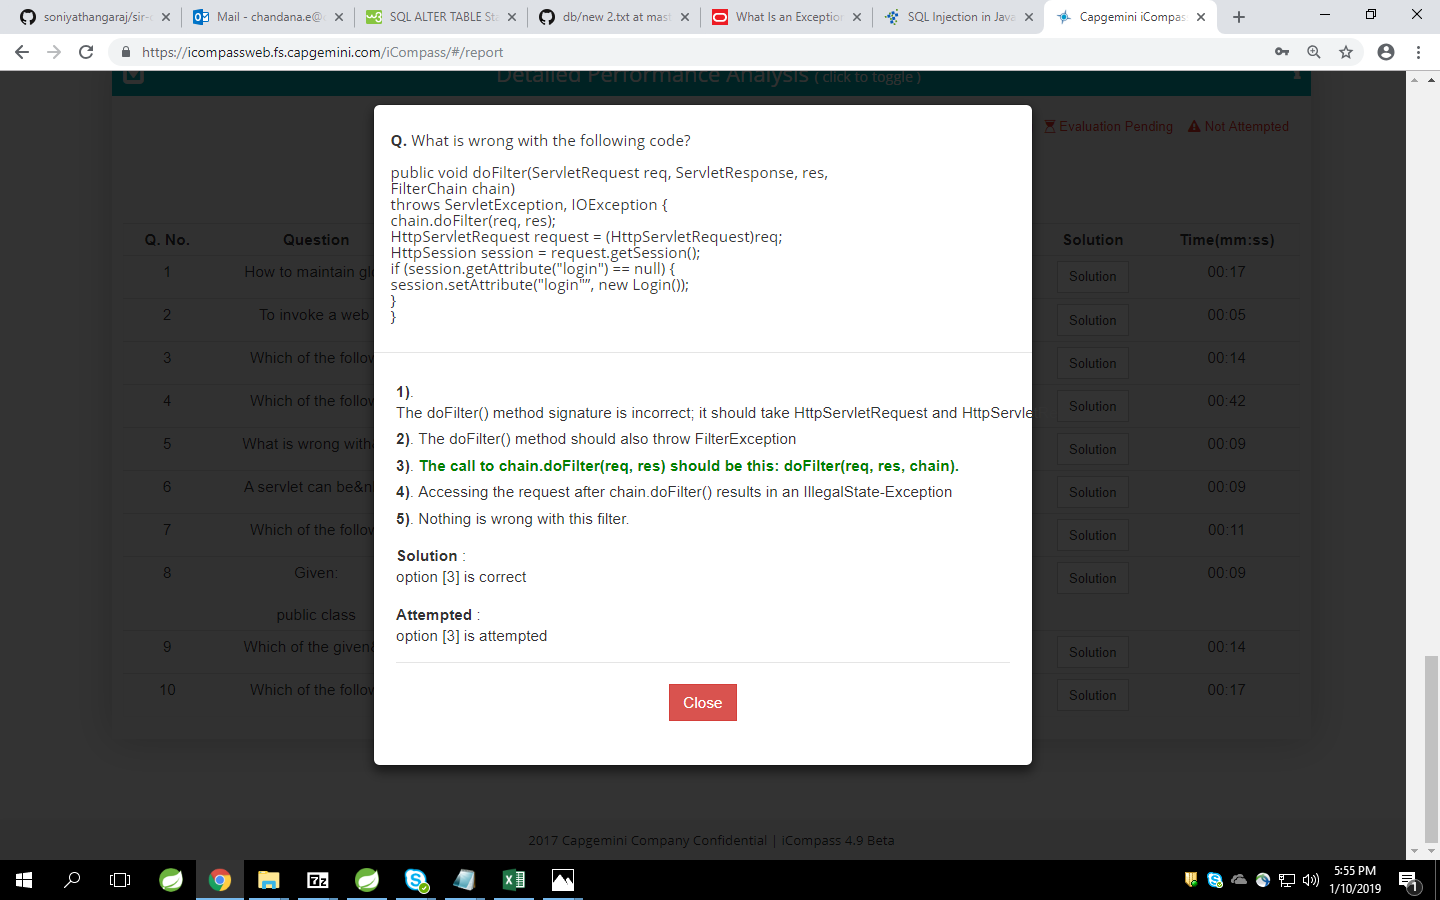 soniyathangaraj/sir-
Mail - chandana.e@
SQL ALTER TABLE Sta
db/new 2.txt at mast
What Is an Exception
SQL Injection in Java
Capgemini iCompas
https://icompassweb.fs.capgemini.com/iCompass/#/report
Detailed Performance Analysis ( click to toggle )
Evaluation Pending
Not Attempted
Q. What is wrong with the following code?
public void doFilter(ServletRequest req, ServletResponse, res,
FilterChain chain)
throws ServletException, IOException {
chain.doFilter(req, res);
HttpServletRequest request = (HttpServletRequest)req;
HttpSession session = request.getSession();
if (session.getAttribute("login") == null) {
session.setAttribute("login"”, new Login());
}
}
1).
The doFilter() method signature is incorrect; it should take HttpServletRequest and HttpServle
2). The doFilter() method should also throw FilterException
3). The call to chain.doFilter(req, res) should be this: doFilter(req, res, chain).
4). Accessing the request after chain.doFilter() results in an IllegalState-Exception
5). Nothing is wrong with this filter.
Solution :
option [3] is correct
Attempted :
option [3] is attempted
Close
Q. No. Question Solution Time(mm:ss)
1 How to maintain gl Solution 00:17
2 To invoke a web Solution 00:05
3 Which of the follow Solution 00:14
4 Which of the follow Solution 00:42
5 What is wrong with Solution 00:09
6 A servlet can be&n Solution 00:09
7 Which of the follow Solution 00:11
8 Given: Solution 00:09
public class
9 Which of the given& Solution 00:14
10 Which of the follow Solution 00:17
2017 Capgemini Company Confidential | iCompass 4.9 Beta
5:55 PM
1/10/2019
1